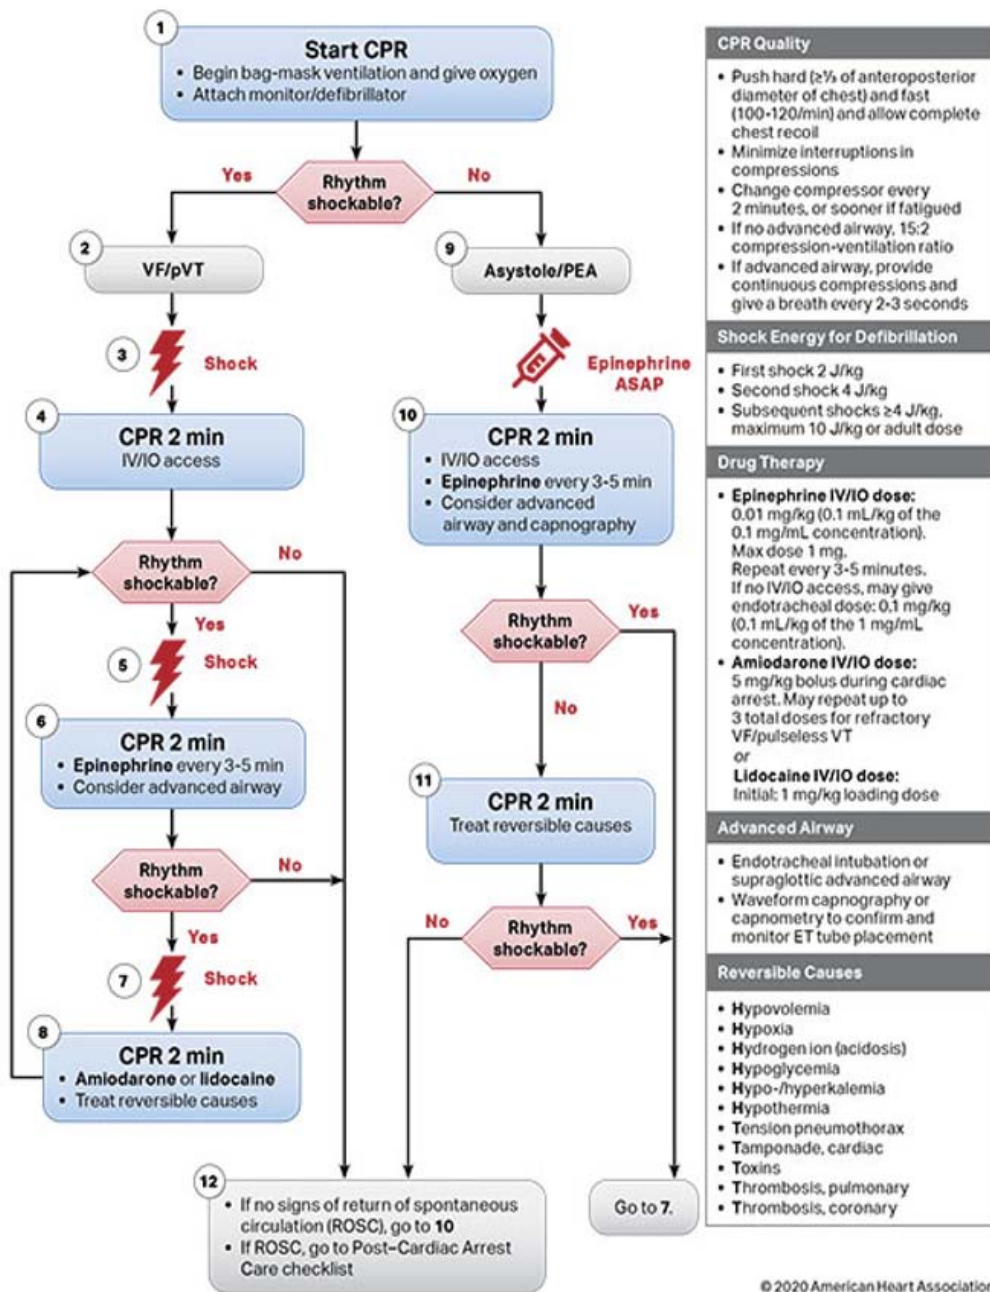 1
Start CPR
• Begin bag-mask ventilation and give oxygen
• Attach monitor/defibrillator
Yes
Rhythm
shockable?
No
2
VF/pVT
9
Asystole/PEA
3
Shock
Epinephrine
ASAP
4
CPR 2 min
IV/IO access
10
CPR 2 min
• IV/IO access
• Epinephrine every 3-5 min
• Consider advanced
airway and capnography
Rhythm
shockable?
No
Yes
5
Shock
Rhythm
shockable?
Yes
No
6
CPR 2 min
• Epinephrine every 3-5 min
• Consider advanced airway
11
CPR 2 min
Treat reversible causes
Rhythm
shockable?
No
Yes
7
Shock
No
Rhythm
shockable?
Yes
8
CPR 2 min
• Amiodarone or lidocaine
• Treat reversible causes
12
• If no signs of return of spontaneous
circulation (ROSC), go to 10
• If ROSC, go to Post–Cardiac Arrest
Care checklist
Go to 7.
CPR Quality
• Push hard (≥⅓ of anteroposterior
diameter of chest) and fast
(100-120/min) and allow complete
chest recoil
• Minimize interruptions in
compressions
• Change compressor every
2 minutes, or sooner if fatigued
• If no advanced airway, 15:2
compression-ventilation ratio
• If advanced airway, provide
continuous compressions and
give a breath every 2-3 seconds
Shock Energy for Defibrillation
• First shock 2 J/kg
• Second shock 4 J/kg
• Subsequent shocks ≥4 J/kg,
maximum 10 J/kg or adult dose
Drug Therapy
• Epinephrine IV/IO dose:
0.01 mg/kg (0.1 mL/kg of the
0.1 mg/mL concentration).
Max dose 1 mg.
Repeat every 3-5 minutes.
If no IV/IO access, may give
endotracheal dose: 0.1 mg/kg
(0.1 mL/kg of the 1 mg/mL
concentration).
• Amiodarone IV/IO dose:
5 mg/kg bolus during cardiac
arrest. May repeat up to
3 total doses for refractory
VF/pulseless VT
or
Lidocaine IV/IO dose:
Initial: 1 mg/kg loading dose
Advanced Airway
• Endotracheal intubation or
supraglottic advanced airway
• Waveform capnography or
capnometry to confirm and
monitor ET tube placement
Reversible Causes
• Hypovolemia
• Hypoxia
• Hydrogen ion (acidosis)
• Hypoglycemia
• Hypo-/hyperkalemia
• Hypothermia
• Tension pneumothorax
• Tamponade, cardiac
• Toxins
• Thrombosis, pulmonary
• Thrombosis, coronary
© 2020 American Heart Association